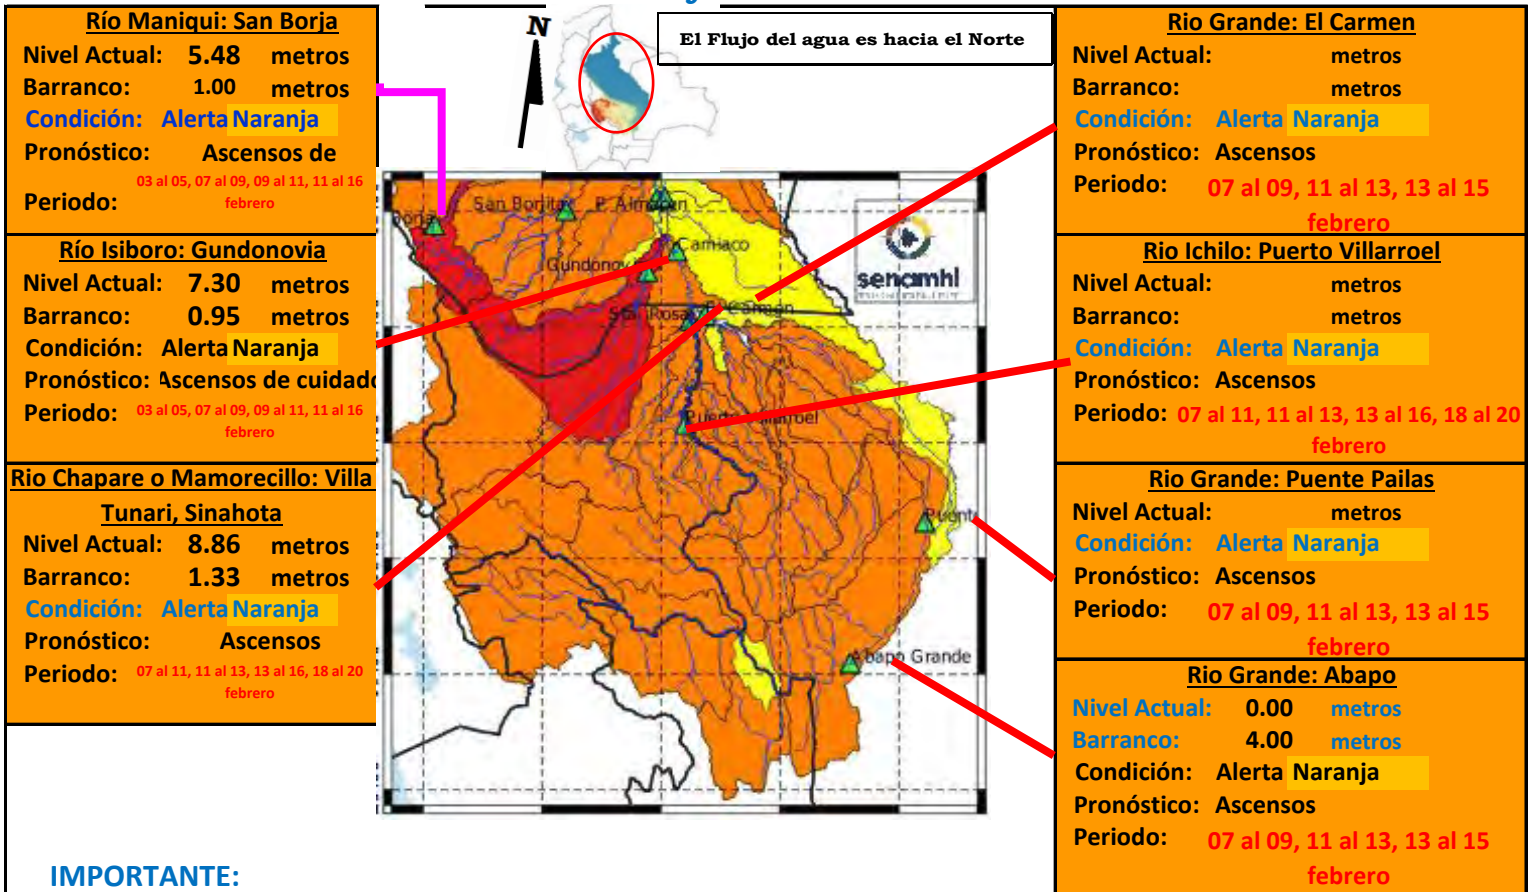 Río Maniqui: San Borja
Nivel Actual: 5.48 metros
Barranco: 1.00 metros
Condición: Alerta Naranja
Pronóstico: Ascensos de
Periodo: 03 al 05, 07 al 09, 09 al 11, 11 al 16
febrero
Río Isiboro: Gundonovia
Nivel Actual: 7.30 metros
Barranco: 0.95 metros
Condición: Alerta Naranja
Pronóstico: Ascensos de cuidado
Periodo: 03 al 05, 07 al 09, 09 al 11, 11 al 16
febrero
Rio Chapare o Mamorecillo: Villa
Tunari, Sinahota
Nivel Actual: 8.86 metros
Barranco: 1.33 metros
Condición: Alerta Naranja
Pronóstico: Ascensos
Periodo: 07 al 11, 11 al 13, 13 al 16, 18 al 20
febrero
N
El Flujo del agua es hacia el Norte
San Borjita
P. Almacen
Camiaco
senamhi
Sta. Rosa
Puerto Villarroel
Abapo Grande
Rio Grande: El Carmen
Nivel Actual: metros
Barranco: metros
Condición: Alerta Naranja
Pronóstico: Ascensos
Periodo: 07 al 09, 11 al 13, 13 al 15
febrero
Rio Ichilo: Puerto Villarroel
Nivel Actual: metros
Barranco: metros
Condición: Alerta Naranja
Pronóstico: Ascensos
Periodo: 07 al 11, 11 al 13, 13 al 16, 18 al 20
febrero
Rio Grande: Puente Pailas
Nivel Actual: metros
Condición: Alerta Naranja
Pronóstico: Ascensos
Periodo: 07 al 09, 11 al 13, 13 al 15
febrero
Rio Grande: Abapo
Nivel Actual: 0.00 metros
Barranco: 4.00 metros
Condición: Alerta Naranja
Pronóstico: Ascensos
Periodo: 07 al 09, 11 al 13, 13 al 15
febrero
IMPORTANTE: